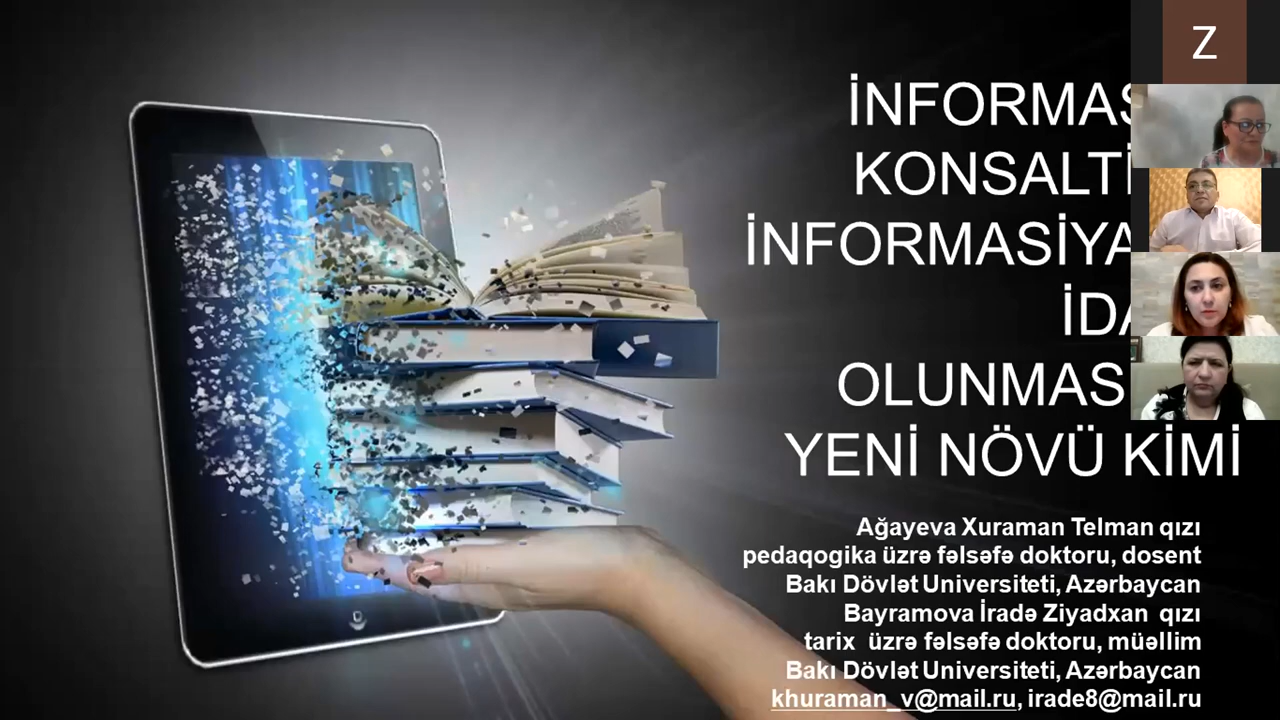 Z
İNFORMAS
KONSALTİ
İNFORMASİYA
İDA
OLUNMAS
YENİ NÖVÜ KİMİ
Ağayeva Xuraman Telman qızı
pedaqogika üzrə fəlsəfə doktoru, dosent
Bakı Dövlət Universiteti, Azərbaycan
Bayramova İradə Ziyadxan qızı
tarix üzrə fəlsəfə doktoru, müəllim
Bakı Dövlət Universiteti, Azərbaycan
khuraman_v@mail.ru, irade8@mail.ru